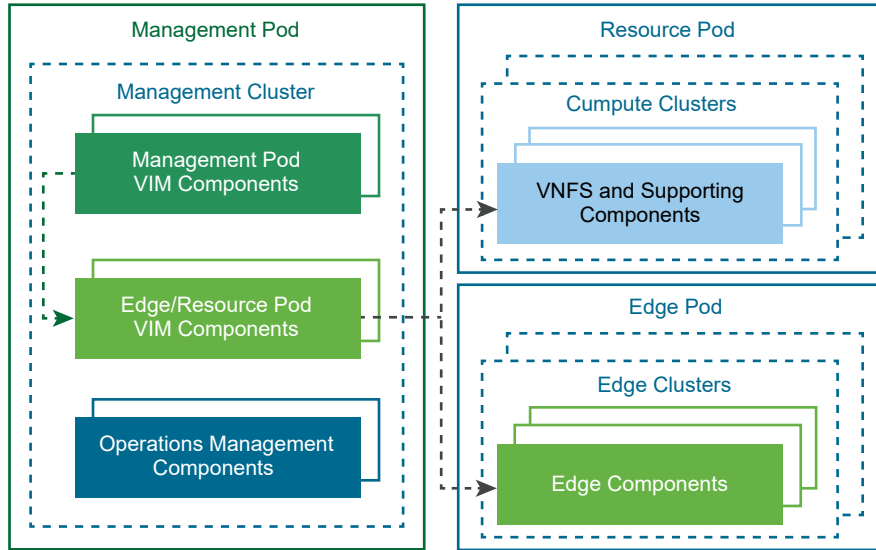 Management Pod
Management Cluster
Management Pod
VIM Components
Edge/Resource Pod
VIM Components
Operations Management
Components
Resource Pod
Cumpute Clusters
VNFS and Supporting
Components
Edge Pod
Edge Clusters
Edge Components